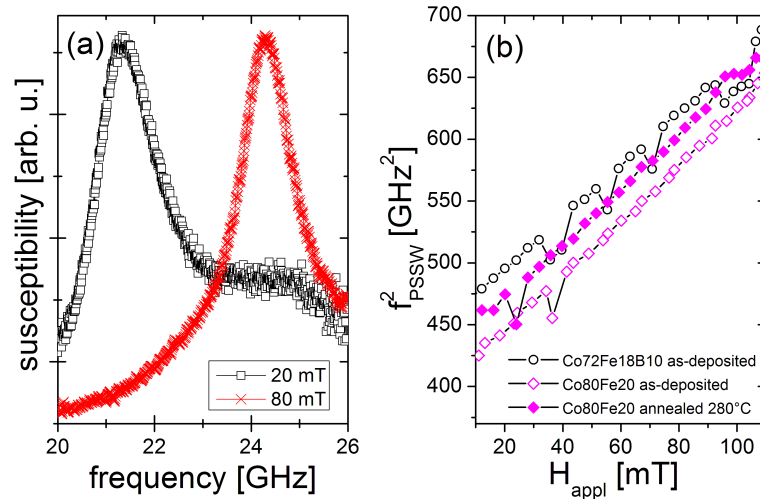 (a)
susceptibility [arb. u.]
20 mT
80 mT
20 22 24 26
frequency [GHz]
(b)
f²PSSW [GHz²]
700
650
600
550
500
450
400
Co72Fe18B10 as-deposited
Co80Fe20 as-deposited
Co80Fe20 annealed 280°C
20 40 60 80 100
Happl [mT]